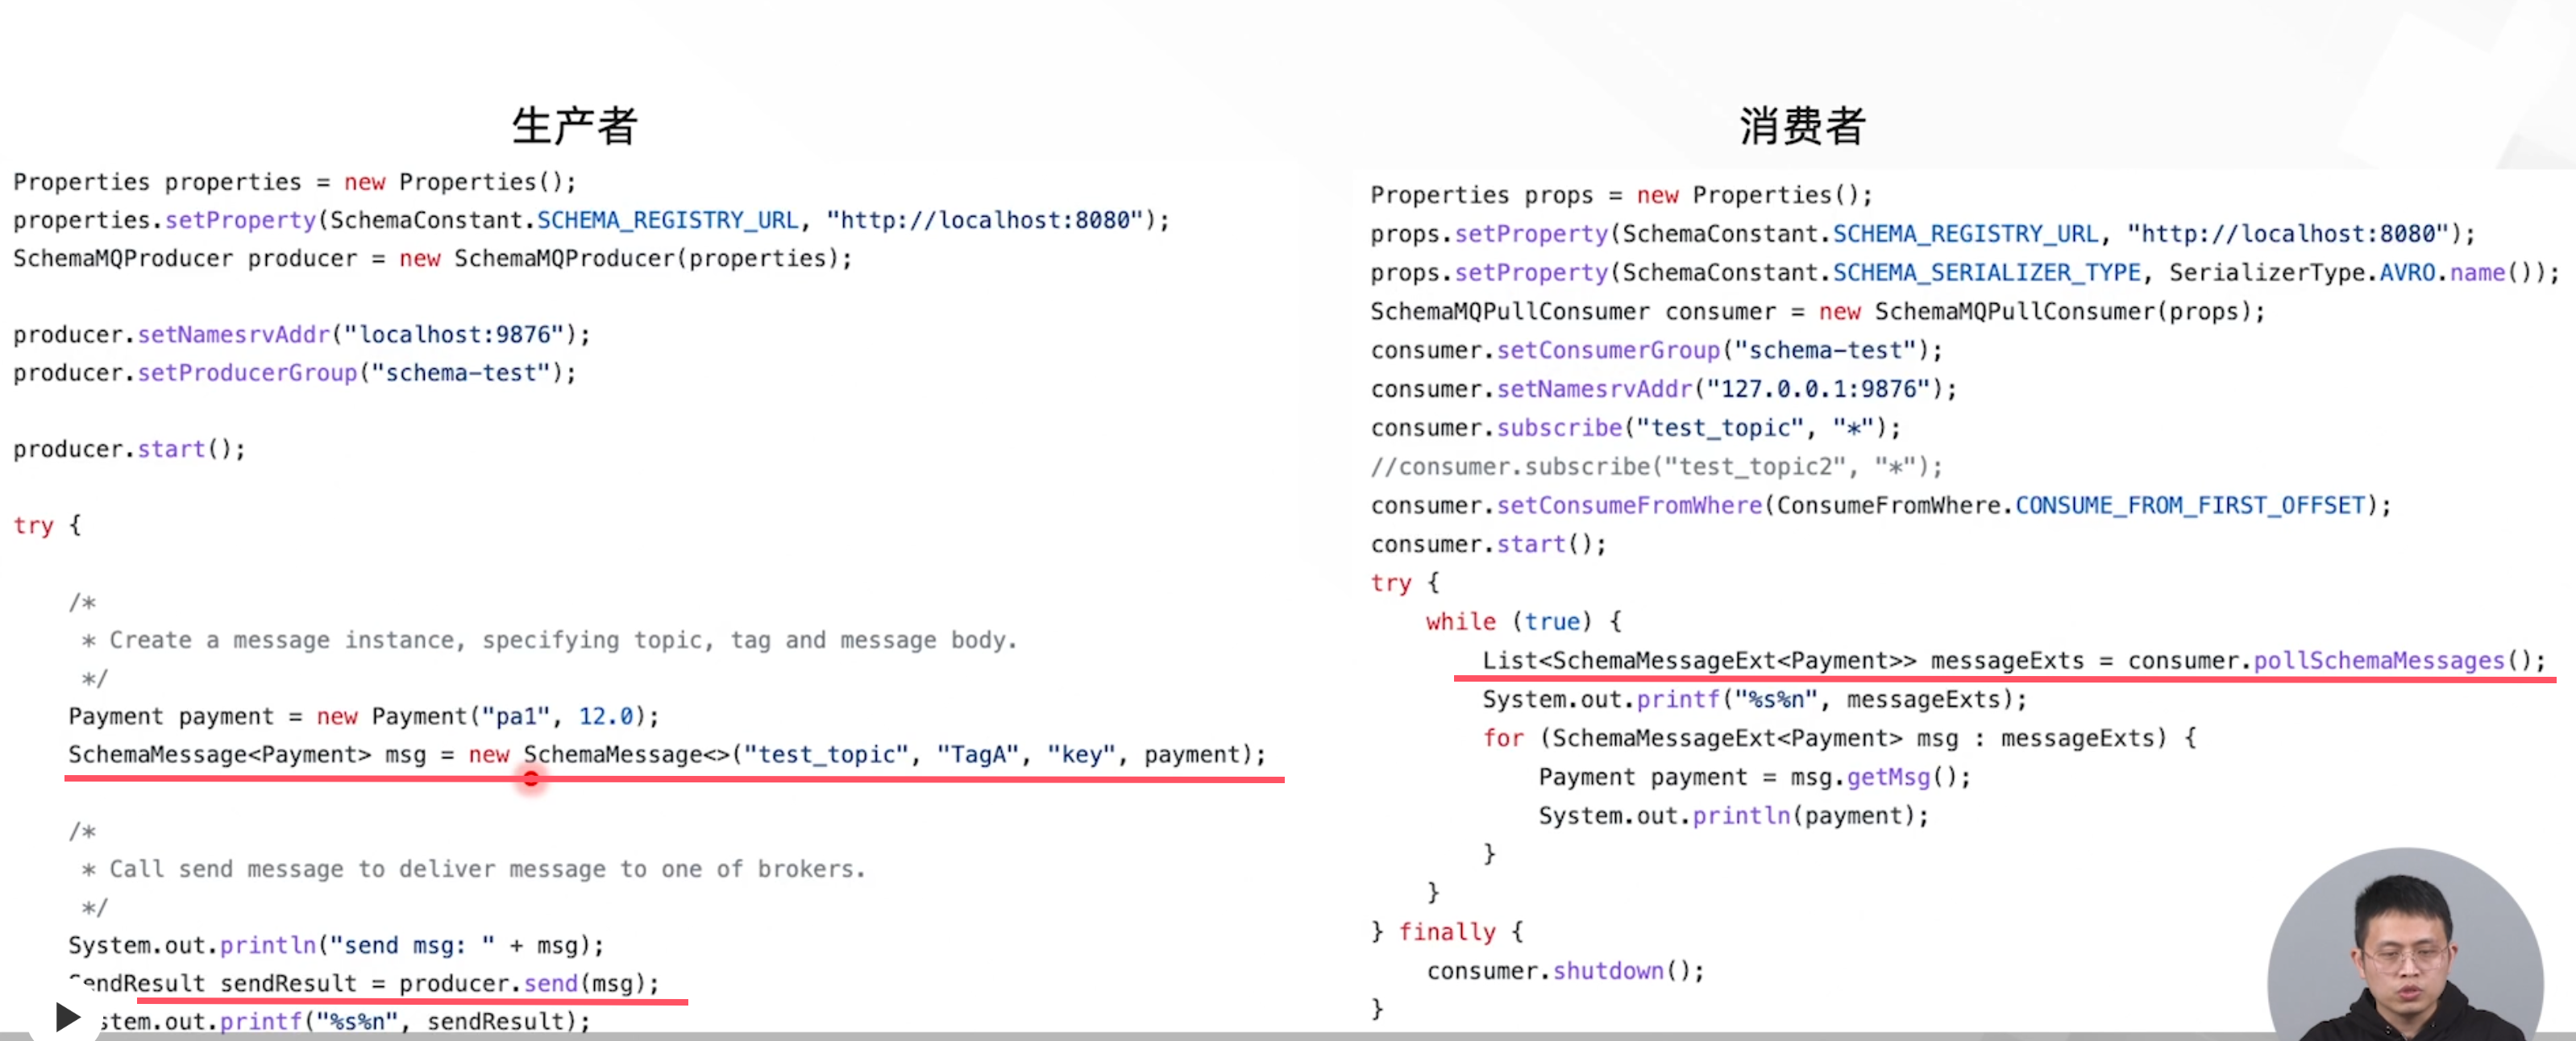 生产者
Properties properties = new Properties();
properties.setProperty(SchemaConstant.SCHEMA_REGISTRY_URL, "http://localhost:8080");
SchemaMQProducer producer = new SchemaMQProducer(properties);
producer.setNamesrvAddr("localhost:9876");
producer.setProducerGroup("schema-test");
producer.start();
try {
/*
* Create a message instance, specifying topic, tag and message body.
*/
Payment payment = new Payment("pa1", 12.0);
SchemaMessage<Payment> msg = new SchemaMessage<>("test_topic", "TagA", "key", payment);
/*
* Call send message to deliver message to one of brokers.
*/
System.out.println("send msg: " + msg);
SendResult sendResult = producer.send(msg);
stem.out.printf("%s%n", sendResult);
消费者
Properties props = new Properties();
props.setProperty(SchemaConstant.SCHEMA_REGISTRY_URL, "http://localhost:8080");
props.setProperty(SchemaConstant.SCHEMA_SERIALIZER_TYPE, SerializerType.AVRO.name());
SchemaMQPullConsumer consumer = new SchemaMQPullConsumer(props);
consumer.setConsumerGroup("schema-test");
consumer.setNamesrvAddr("127.0.0.1:9876");
consumer.subscribe("test_topic", "*");
//consumer.subscribe("test_topic2", "*");
consumer.setConsumeFromWhere(ConsumeFromWhere.CONSUME_FROM_FIRST_OFFSET);
consumer.start();
try {
while (true) {
List<SchemaMessageExt<Payment>> messageExts = consumer.pollSchemaMessages();
System.out.printf("%s%n", messageExts);
for (SchemaMessageExt<Payment> msg : messageExts) {
Payment payment = msg.getMsg();
System.out.println(payment);
}
}
} finally {
consumer.shutdown();
}